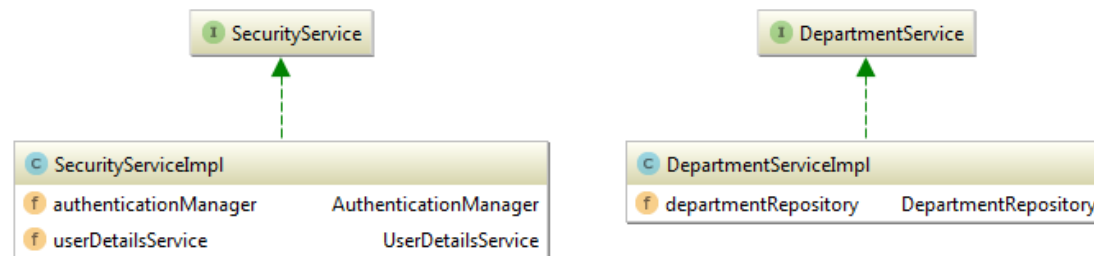 I SecurityService
I DepartmentService
C SecurityServiceImpl
f authenticationManager AuthenticationManager
f userDetailsService UserDetailsService
C DepartmentServiceImpl
f departmentRepository DepartmentRepository